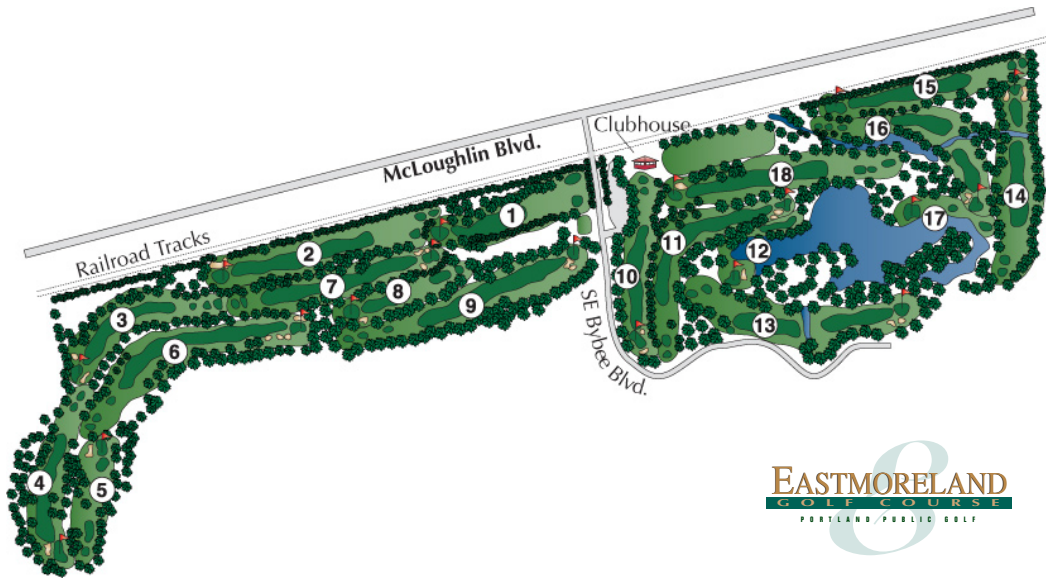 McLoughlin Blvd.
Clubhouse
Railroad Tracks
SE Bybee Blvd.
1
2
3
4
5
6
7
8
9
10
11
12
13
14
15
16
17
18
8
EASTMORELAND
GOLF COURSE
PORTLAND PUBLIC GOLF